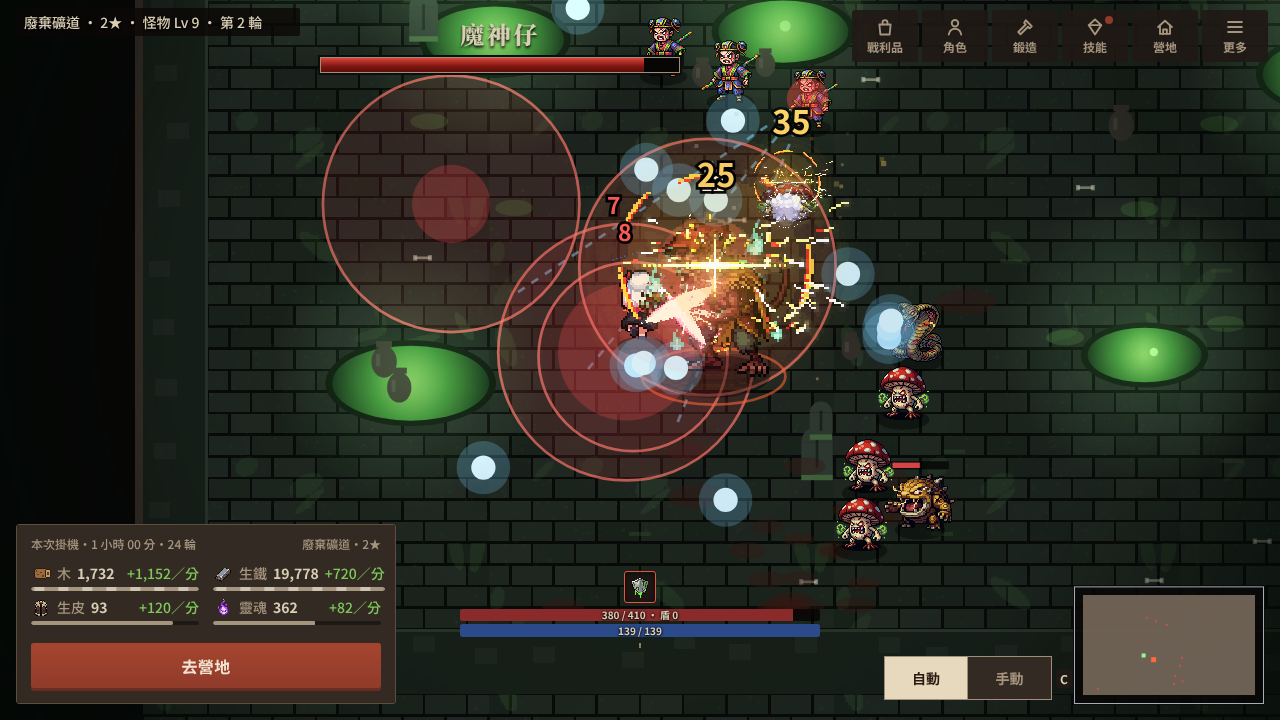 廢棄礦道 · 2★ · 怪物 Lv 9 · 第 2 輪
魔神仔
戰利品
角色
鍛造
技能
營地
更多
35
25
7
8
本次掛機 · 1 小時 00 分 · 24 輪
廢棄礦道 · 2★
木 1,732 +1,152／分
生鐵 19,778 +720／分
生皮 93 +120／分
靈魂 362 +82／分
去營地
380 / 410 · 盾 0
139 / 139
自動
手動
C